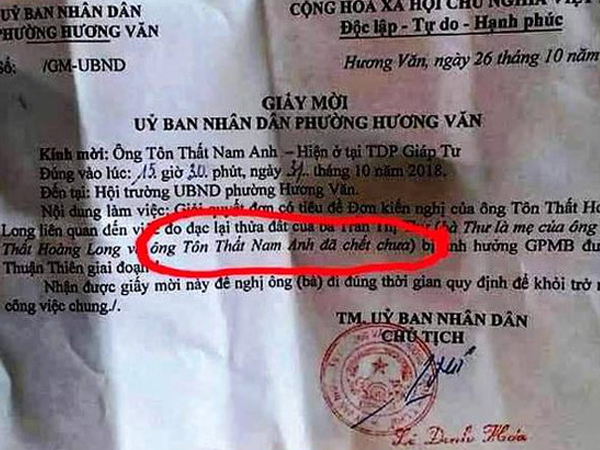 UỶ BAN NHÂN DÂN
PHƯỜNG HƯƠNG VĂN
CỘNG HOÀ XÃ HỘI CHỦ NGHĨA VIỆT
Độc lập - Tự do - Hạnh phúc
Số: /GM-UBND
Hương Văn, ngày 26 tháng 10
GIẤY MỜI
UỶ BAN NHÂN DÂN PHƯỜNG HƯƠNG VĂN
Kính mời: Ông Tôn Thất Nam Anh – Hiện ở tại TDP Giáp Tư
Đúng vào lúc: 15 giờ 30. phút, ngày 31. tháng 10 năm 2018.
Đến tại: Hội trường UBND phường Hương Văn.
Nội dung làm việc: Giải quyết đơn có tiêu đề Đơn kiến nghị của ông Tôn Thất
Long liên quan đến việc đo đạc lại thửa đất của bà Trần Thị Thư (bà Thư là mẹ của ông
Thất Hoàng Long và ông Tôn Thất Nam Anh đã chết chưa) bị ảnh hưởng GPMB
Thuận Thiên giai đoạn
Nhận được giấy mời này đề nghị ông (bà) đi đúng thời gian quy định để khỏi trở
công việc chung./.
TM. UỶ BAN NHÂN DÂN
CHỦ TỊCH
Lê Đình Hóa